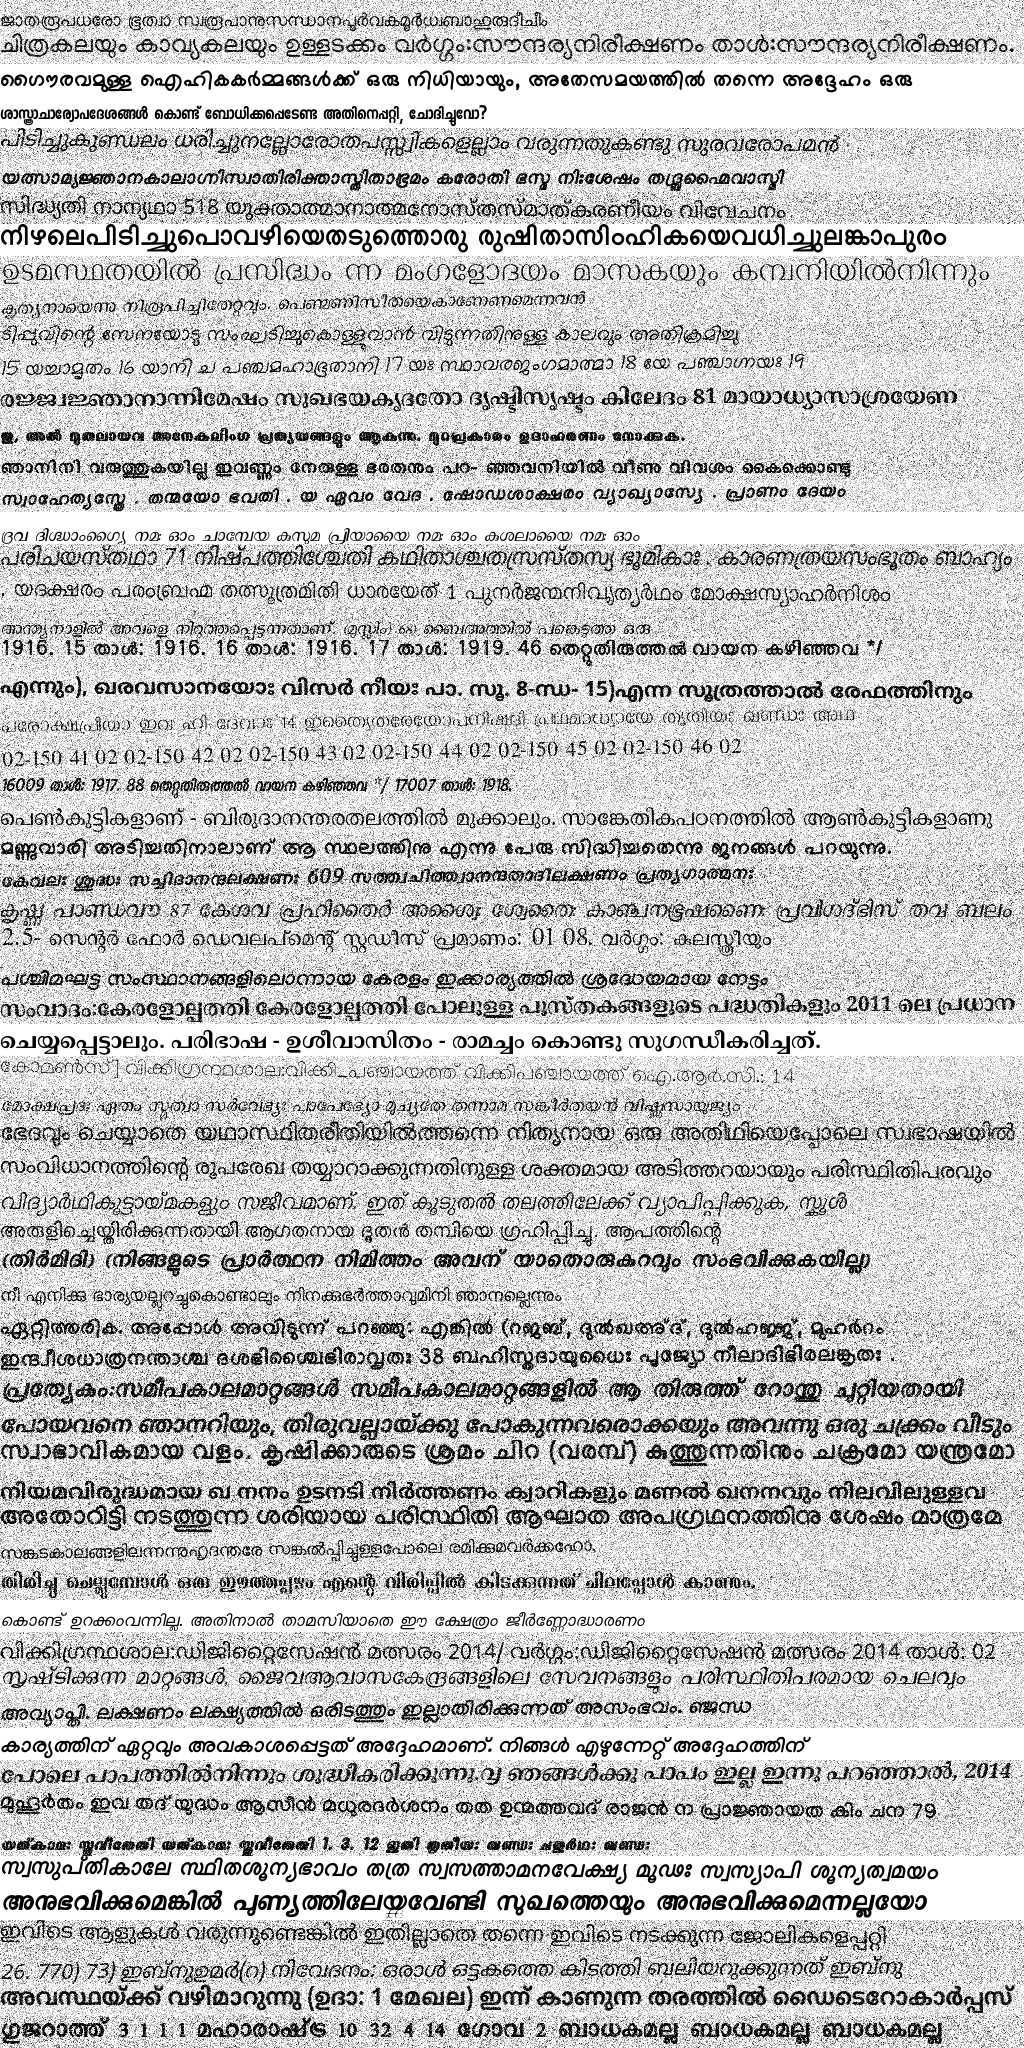 ജാതരൂപധരോ ഭൂത്വാ സ്വരൂപാനുസന്ധാനപൂർവകമൂർധ്വബാഹുരുദീചീം
ചിത്രകലയും കാവ്യകലയും ഉള്ളടക്കം വർഗ്ഗം:സൗന്ദര്യനിരീക്ഷണം താൾ:സൗന്ദര്യനിരീക്ഷണം.
ഗൌരവമുള്ള ഐഹികകർമ്മങ്ങൾക്ക് ഒരു നിധിയായും, അതേസമയത്തിൽ തന്നെ അദ്ദേഹം ഒരു
ശാസ്ത്രാചാര്യോപദേശങ്ങൾ കൊണ്ട് ബോധിക്കപ്പെടേണ്ട അതിനെപ്പറ്റി, ചോദിച്ചുവോ?
പിടിച്ചുകുണ്ഡലം ധരിച്ചുനല്ലോരോതപസ്സ്വികളെല്ലാം വരുന്നതുകണ്ടു സുരവരോപമൻ
യത്സാമ്യജ്ഞാനകാലാഗ്നിസ്വാതിരിക്താസ്തിതാഭ്രമം കരോതി ഭസ്മ നിഃശേഷം തദ്ബ്രഹ്മൈവാസ്മി
സിദ്ധ്യതി നാന്യഥാ 518 യുക്താത്മാനാത്മനോസ്തസ്മാത്കരണീയം വിവേചനം
നിഴലെപിടിച്ചുപൊവഴിയെതടുത്തൊരു രുഷിതാസിംഹികയെവധിച്ചുലങ്കാപുരം
ഉടമസ്ഥതയിൽ പ്രസിദ്ധം ന്ന മംഗളോദയം മാസകയും കമ്പനിയിൽനിന്നും
കൃത്യനായെന്നു നിരൂപിച്ചിതേറ്റവും. പെണ്മണിസീതയെകാണേണമെന്നവൻ
ടിപ്പുവിന്റെ സേനയോടു സംഘടിച്ചുകൊള്ളുവാൻ വിട്ടുന്നതിനുള്ള കാലവും അതിക്രമിച്ചു
15 യച്ചാമൃതം 16 യാനി ച പഞ്ചമഹാഭൂതാനി 17 യഃ സ്ഥാവരജംഗമാത്മാ 18 യേ പഞ്ചാഗ്നയഃ 19
രജ്ജ്വജ്ഞാനാന്നിമേഷം സുഖഭയകൃദതോ ദൃഷ്ടിസൃഷ്ടം കിലേദം 81 മായാധ്യാസാശ്രയേണ
ഇ, അൽ മുതലായവ അനേകലിംഗ പ്രത്യയങ്ങളും ആകുന്നു. മുൻപ്രകാരം ഉദാഹരണം നോക്കുക.
ഞാനിനി വരുത്തുകയില്ല ഇവണ്ണം നേരുള്ള ഭരതനും പറ- ഞ്ഞവനിയിൽ വീണു വിവശം കൈക്കൊണ്ടു
സ്വാഹേത്യസ്ത്രേ . തന്മയോ ഭവതി . യ ഏവം വേദ . ഷോഡശാക്ഷരം വ്യാഖ്യാസ്യേ . പ്രാണം ദേയം
ദ്രവ ദിഗ്ദ്ധാംഗ്യൈ നമഃ ഓം ചാമ്പേയ കുസുമ പ്രിയായൈ നമഃ ഓം കുശലായൈ നമഃ ഓം
പരിചയസ്തഥാ 71 നിഷ്പത്തിശ്ചേതി കഥിതാശ്ചതസ്രസ്തസ്യ ഭൂമികാഃ . കാരണത്രയസംഭൂതം ബാഹ്യം
. യദക്ഷരം പരംബ്രഹ്മ തത്സൂത്രമിതി ധാരയേത് 1 പുനർജന്മനിവൃത്യർഥം മോക്ഷസ്യാഹർനിശം
അന്ത്യനാളിൽ അവളെ നിറുത്തപ്പെടുന്നതാണ്. (മുസ്ലിം) 68 ബൈഅത്തിൽ പങ്കെടുത്ത ഒരു
1916. 15 താൾ: 1916. 16 താൾ: 1916. 17 താൾ: 1919. 46 തെറ്റുതിരുത്തൽ വായന കഴിഞ്ഞവ */
എന്നും), ഖരവസാനയോഃ വിസർ നീയഃ പാ. സൂ. 8-ന്ധ- 15)എന്ന സൂത്രത്താൽ രേഫത്തിനും
പരോക്ഷപ്രിയാ ഇവ ഹി ദേവാഃ 14 ഇത്യൈതരേയോപനിഷദി പ്രഥമാധ്യായേ തൃതീയഃ ഖണ്ഡഃ അഥ
02-150 41 02 02-150 42 02 02-150 43 02 02-150 44 02 02-150 45 02 02-150 46 02
16009 താൾ: 1917. 88 തെറ്റുതിരുത്തൽ വായന കഴിഞ്ഞവ */ 17007 താൾ: 1918.
പെൺകുട്ടികളാണ് - ബിരുദാനന്തരതലത്തിൽ മുക്കാലും. സാങ്കേതികപഠനത്തിൽ ആൺകുട്ടികളാണു
മണ്ണുവാരി അടിച്ചതിനാലാണ് ആ സ്ഥലത്തിനു എന്നു പേരു സിദ്ധിച്ചതെന്നു ജനങ്ങൾ പറയുന്നു.
കേവലഃ ശുദ്ധഃ സച്ചിദാനന്ദലക്ഷണഃ 609 സത്ത്വചിത്ത്വാനന്ദതാദിലക്ഷണം പ്രത്യഗാത്മനഃ
കൃഷ്ണ പാണ്ഡവൗ 87 കേശവ പ്രഹിതൈർ അശ്വൈഃ ശ്വേതൈഃ കാഞ്ചനഭൂഷണൈഃ പ്രവിഗദ്ഭിസ് തവ ബലം
2.5- സെന്റർ ഫോർ ഡെവലപ്മെന്റ് സ്റ്റഡീസ് പ്രമാണം: 01 08. വർഗ്ഗം: കുലസ്ത്രീയും
പശ്ചിമഘട്ട സംസ്ഥാനങ്ങളിലൊന്നായ കേരളം ഇക്കാര്യത്തിൽ ശ്രദ്ധേയമായ നേട്ടം
സംവാദം:കേരളോല്പത്തി കേരളോല്പത്തി പോലുള്ള പുസ്തകങ്ങളുടെ പദ്ധതികളും 2011 ലെ പ്രധാന
ചെയ്യപ്പെട്ടാലും. പരിഭാഷ - ഉശീവാസിതം - രാമച്ചം കൊണ്ടു സുഗന്ധീകരിച്ചത്.
കോമൺസ്] വിക്കിഗ്രന്ഥശാല:വിക്കി_പഞ്ചായത്ത് വിക്കിപഞ്ചായത്ത് ഐ.ആർ.സി.: 14
മോക്ഷപ്രദഃ ഏതം സ്മൃത്വാ സർവേഭ്യഃ പാപേഭ്യോ മുച്യതേ തന്നാമ സങ്കീർതയൻ വിഷ്ണുസായുജ്യം
ഭേദവും ചെയ്യാതെ യഥാസ്ഥിതരീതിയിൽത്തന്നെ നിത്യനായ ഒരു അതിഥിയെപ്പോലെ സ്വഭാഷയിൽ
സംവിധാനത്തിന്റെ രൂപരേഖ തയ്യാറാക്കുന്നതിനുള്ള ശക്തമായ അടിത്തറയായും പരിസ്ഥിതിപരവും
വിദ്യാർഥികൂട്ടായ്മകളും സജീവമാണ്. ഇത് കൂടുതൽ തലത്തിലേക്ക് വ്യാപിപ്പിക്കുക, സ്കൂൾ
അരുളിച്ചെയ്തിരിക്കുന്നതായി ആഗതനായ ദൂതൻ തമ്പിയെ ഗ്രഹിപ്പിച്ചു. ആപത്തിന്റെ
(തിർമിദി) (നിങ്ങളുടെ പ്രാർത്ഥന നിമിത്തം അവന് യാതൊരുകുറവും സംഭവിക്കുകയില്ല)
നീ എനിക്കു ഭാര്യയല്ലുറച്ചുകൊണ്ടാലും നിനക്കുഭർത്താവുമിനി ഞാനല്ലെന്നും
ഏറ്റിത്തരിക. അപ്പോൾ അവിടുന്ന് പറഞ്ഞു: എങ്കിൽ (റജബ്, ദുൽഖഅ്ദ്, ദുൽഹജ്ജ്, മുഹർറം
ഇന്ദ്വീശധാതൃനന്താശ്ച ദശഭിശ്ചൈഭിരാവൃതഃ 38 ബഹിസ്തദായുധൈഃ പൂജ്യോ നീലാദിഭിരലങ്കൃതഃ .
പ്രത്യേകം:സമീപകാലമാറ്റങ്ങൾ സമീപകാലമാറ്റങ്ങളിൽ ആ തിരുത്ത് റോന്തു ചുറ്റിയതായി
പോയവനെ ഞാനറിയും, തിരുവല്ലായ്ക്കു പോകുന്നവരൊക്കയും അവന്നു ഒരു ചക്ക്രം വീടും
സ്വാഭാവികമായ വളം. കൃഷിക്കാരുടെ ശ്രമം ചിറ (വരമ്പ്) കുത്തുന്നതിനും ചക്രമോ യന്ത്രമോ
നിയമവിരുദ്ധമായ ഖ നനം ഉടനടി നിർത്തണം ക്വാറികളും മണൽ ഖനനവും നിലവിലുള്ളവ
അതോറിട്ടി നടത്തുന്ന ശരിയായ പരിസ്ഥിതി ആഘാത അപഗ്രഥനത്തിനു ശേഷം മാത്രമേ
സങ്കടകാലങ്ങളിലന്നന്നുഹൃദന്തരേ സങ്കൽപ്പിച്ചുള്ളപോലെ രമിക്കുമവർക്കഹോ.
തിരിച്ചു ചെല്ലുമ്പോൾ ഒരു ഈത്തപ്പഴം എന്റെ വിരിപ്പിൽ കിടക്കുന്നത് ചിലപ്പോൾ കാണും.
കൊണ്ട് ഉറക്കംവന്നില്ല. അതിനാൽ താമസിയാതെ ഈ ക്ഷേത്രം ജീർണ്ണോദ്ധാരണം
വിക്കിഗ്രന്ഥശാല:ഡിജിറ്റൈസേഷൻ മത്സരം 2014/ വർഗ്ഗം:ഡിജിറ്റൈസേഷൻ മത്സരം 2014 താൾ: 02
സൃഷ്ടിക്കുന്ന മാറ്റങ്ങൾ, ജൈവആവാസകേന്ദ്രങ്ങളിലെ സേവനങ്ങളും പരിസ്ഥിതിപരമായ ചെലവും
അവ്യാപ്തി. ലക്ഷണം ലക്ഷ്യത്തിൽ ഒരിടത്തും ഇല്ലാതിരിക്കുന്നത് അസംഭവം. ജ്ജെന്ധ
കാര്യത്തിന് ഏറ്റവും അവകാശപ്പെട്ടത് അദ്ദേഹമാണ്. നിങ്ങൾ എഴുന്നേറ്റ് അദ്ദേഹത്തിന്
പോലെ പാപത്തിൽനിന്നും ശുദ്ധീകരിക്കുന്നു.വൃ ഞങ്ങൾക്കു പാപം ഇല്ല ഇന്നു പറഞ്ഞാൽ, 2014
മുഹൂർതം ഇവ തദ് യുദ്ധം ആസീൻ മധുരദർശനം തത ഉന്മത്തവദ് രാജൻ ന പ്രാജ്ഞായത കിം ചന 79
യത്കാമഃ സ്തുവീതേതി യത്കാമഃ സ്തുവീതേതി 1. 3. 12 ഇതി തൃതീയഃ ഖണ്ഡഃ ചതുർഥഃ ഖണ്ഡഃ
സ്വസുപ്തികാലേ സ്ഥിതശൂന്യഭാവം തത്ര സ്വസത്താമനവേക്ഷ്യ മൂഢഃ സ്വസ്യാപി ശൂന്യത്വമയം
അനുഭവിക്കുമെങ്കിൽ പുണ്യത്തിലേയ്ക്കുവേണ്ടി സുഖത്തെയും അനുഭവിക്കുമെന്നല്ലയോ
ഇവിടെ ആളുകൾ വരുന്നുണ്ടെങ്കിൽ ഇതില്ലാതെ തന്നെ ഇവിടെ നടക്കുന്ന ജോലികളെപ്പറ്റി
26. 770) 73) ഇബ്നുഉമർ(റ) നിവേദനം: ഒരാൾ ഒട്ടകത്തെ കിടത്തി ബലിയറുക്കുന്നത് ഇബ്നു
അവസ്ഥയ്ക്ക് വഴിമാറുന്നു (ഉദാ: 1 മേഖല) ഇന്ന് കാണുന്ന തരത്തിൽ ഡൈടെറോകാർപ്പസ്
ഗുജറാത്ത് 3 1 1 1 മഹാരാഷ്ട്ര 10 32 4 14 ഗോവ 2 ബാധകമല്ല ബാധകമല്ല ബാധകമല്ല